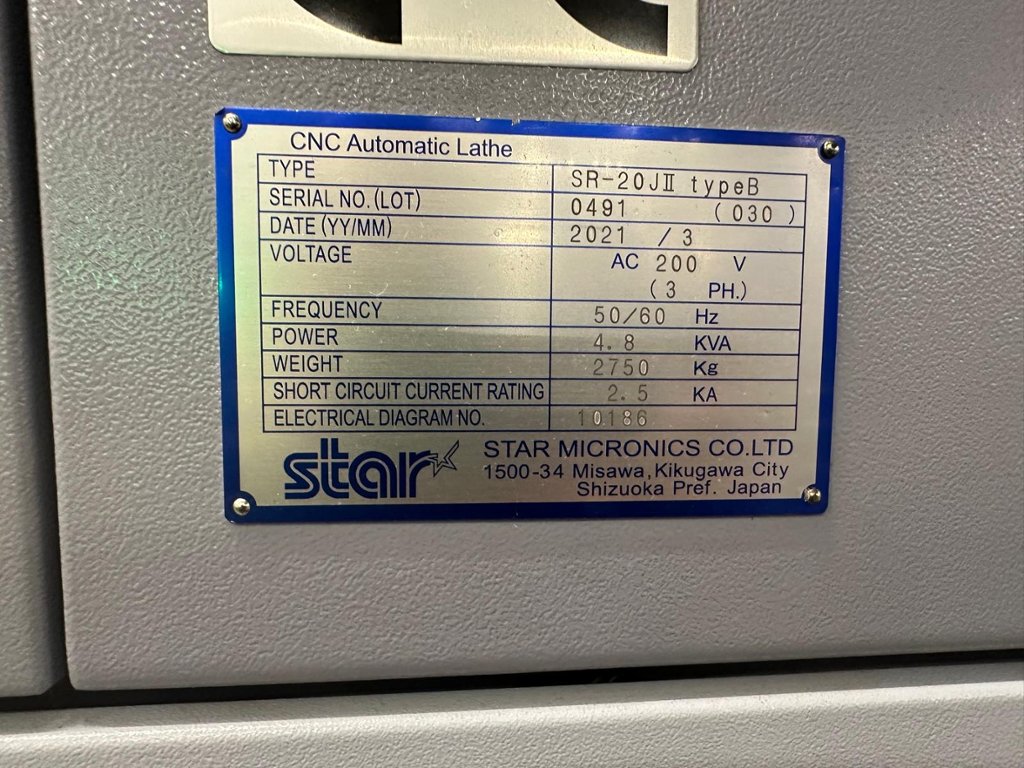 CNC Automatic Lathe
TYPE SR-20JⅡ typeB
SERIAL NO.(LOT) 0491 ( 030 )
DATE (YY/MM) 2021 / 3
VOLTAGE AC 200 V
( 3 PH.)
FREQUENCY 50/60 Hz
POWER 4.8 KVA
WEIGHT 2750 Kg
SHORT CIRCUIT CURRENT RATING 2.5 KA
ELECTRICAL DIAGRAM NO. 10186
star STAR MICRONICS CO.LTD
1500-34 Misawa,Kikugawa City
Shizuoka Pref. Japan